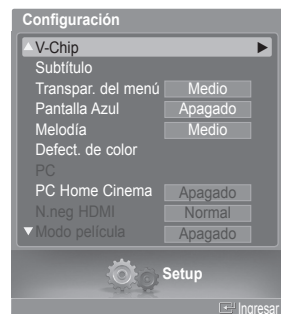 Configuración
V-Chip
Subtítulo
Transpar. del menú Medio
Pantalla Azul Apagado
Melodía Medio
Defect. de color
PC
PC Home Cinema Apagado
N.neg HDMI Normal
Modo película Apagado
Setup
Ingresar